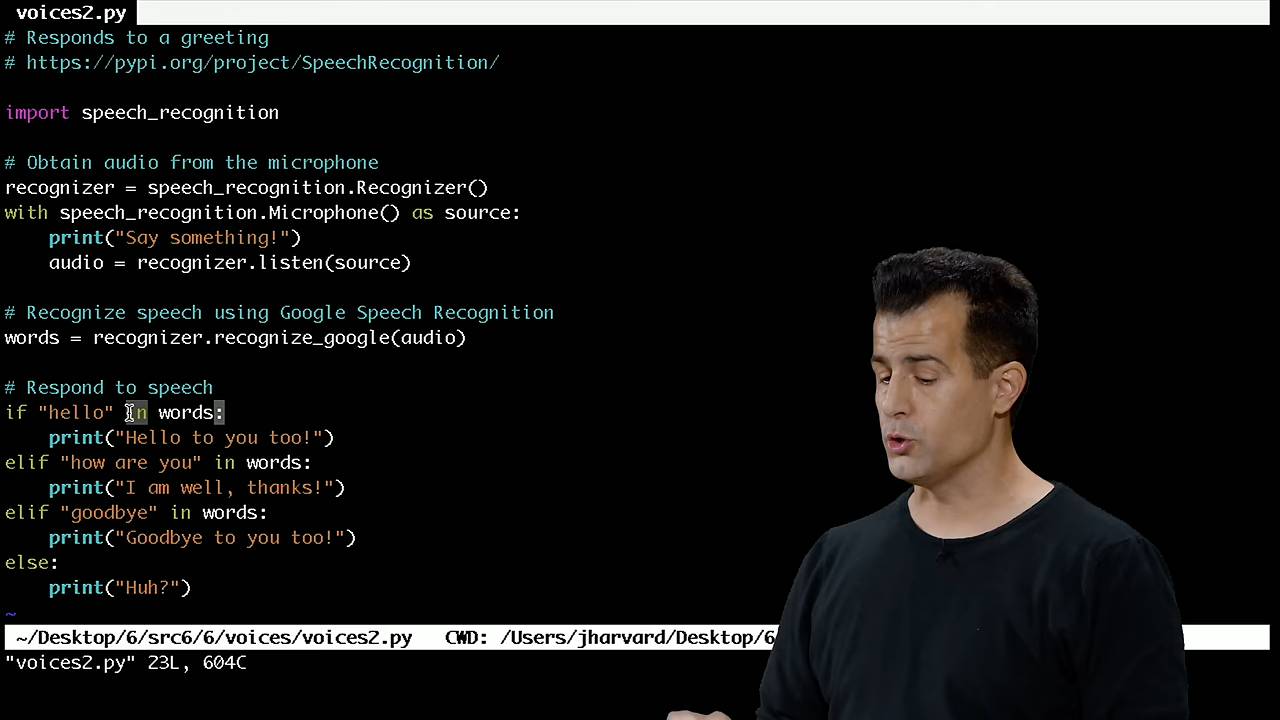 voices2.py
# Responds to a greeting
# https://pypi.org/project/SpeechRecognition/
import speech_recognition
# Obtain audio from the microphone
recognizer = speech_recognition.Recognizer()
with speech_recognition.Microphone() as source:
    print("Say something!")
    audio = recognizer.listen(source)
# Recognize speech using Google Speech Recognition
words = recognizer.recognize_google(audio)
# Respond to speech
if "hello" in words:
    print("Hello to you too!")
elif "how are you" in words:
    print("I am well, thanks!")
elif "goodbye" in words:
    print("Goodbye to you too!")
else:
    print("Huh?")
~
~/Desktop/6/src6/6/voices/voices2.py   CWD: /Users/jharvard/Desktop/6
"voices2.py" 23L, 604C